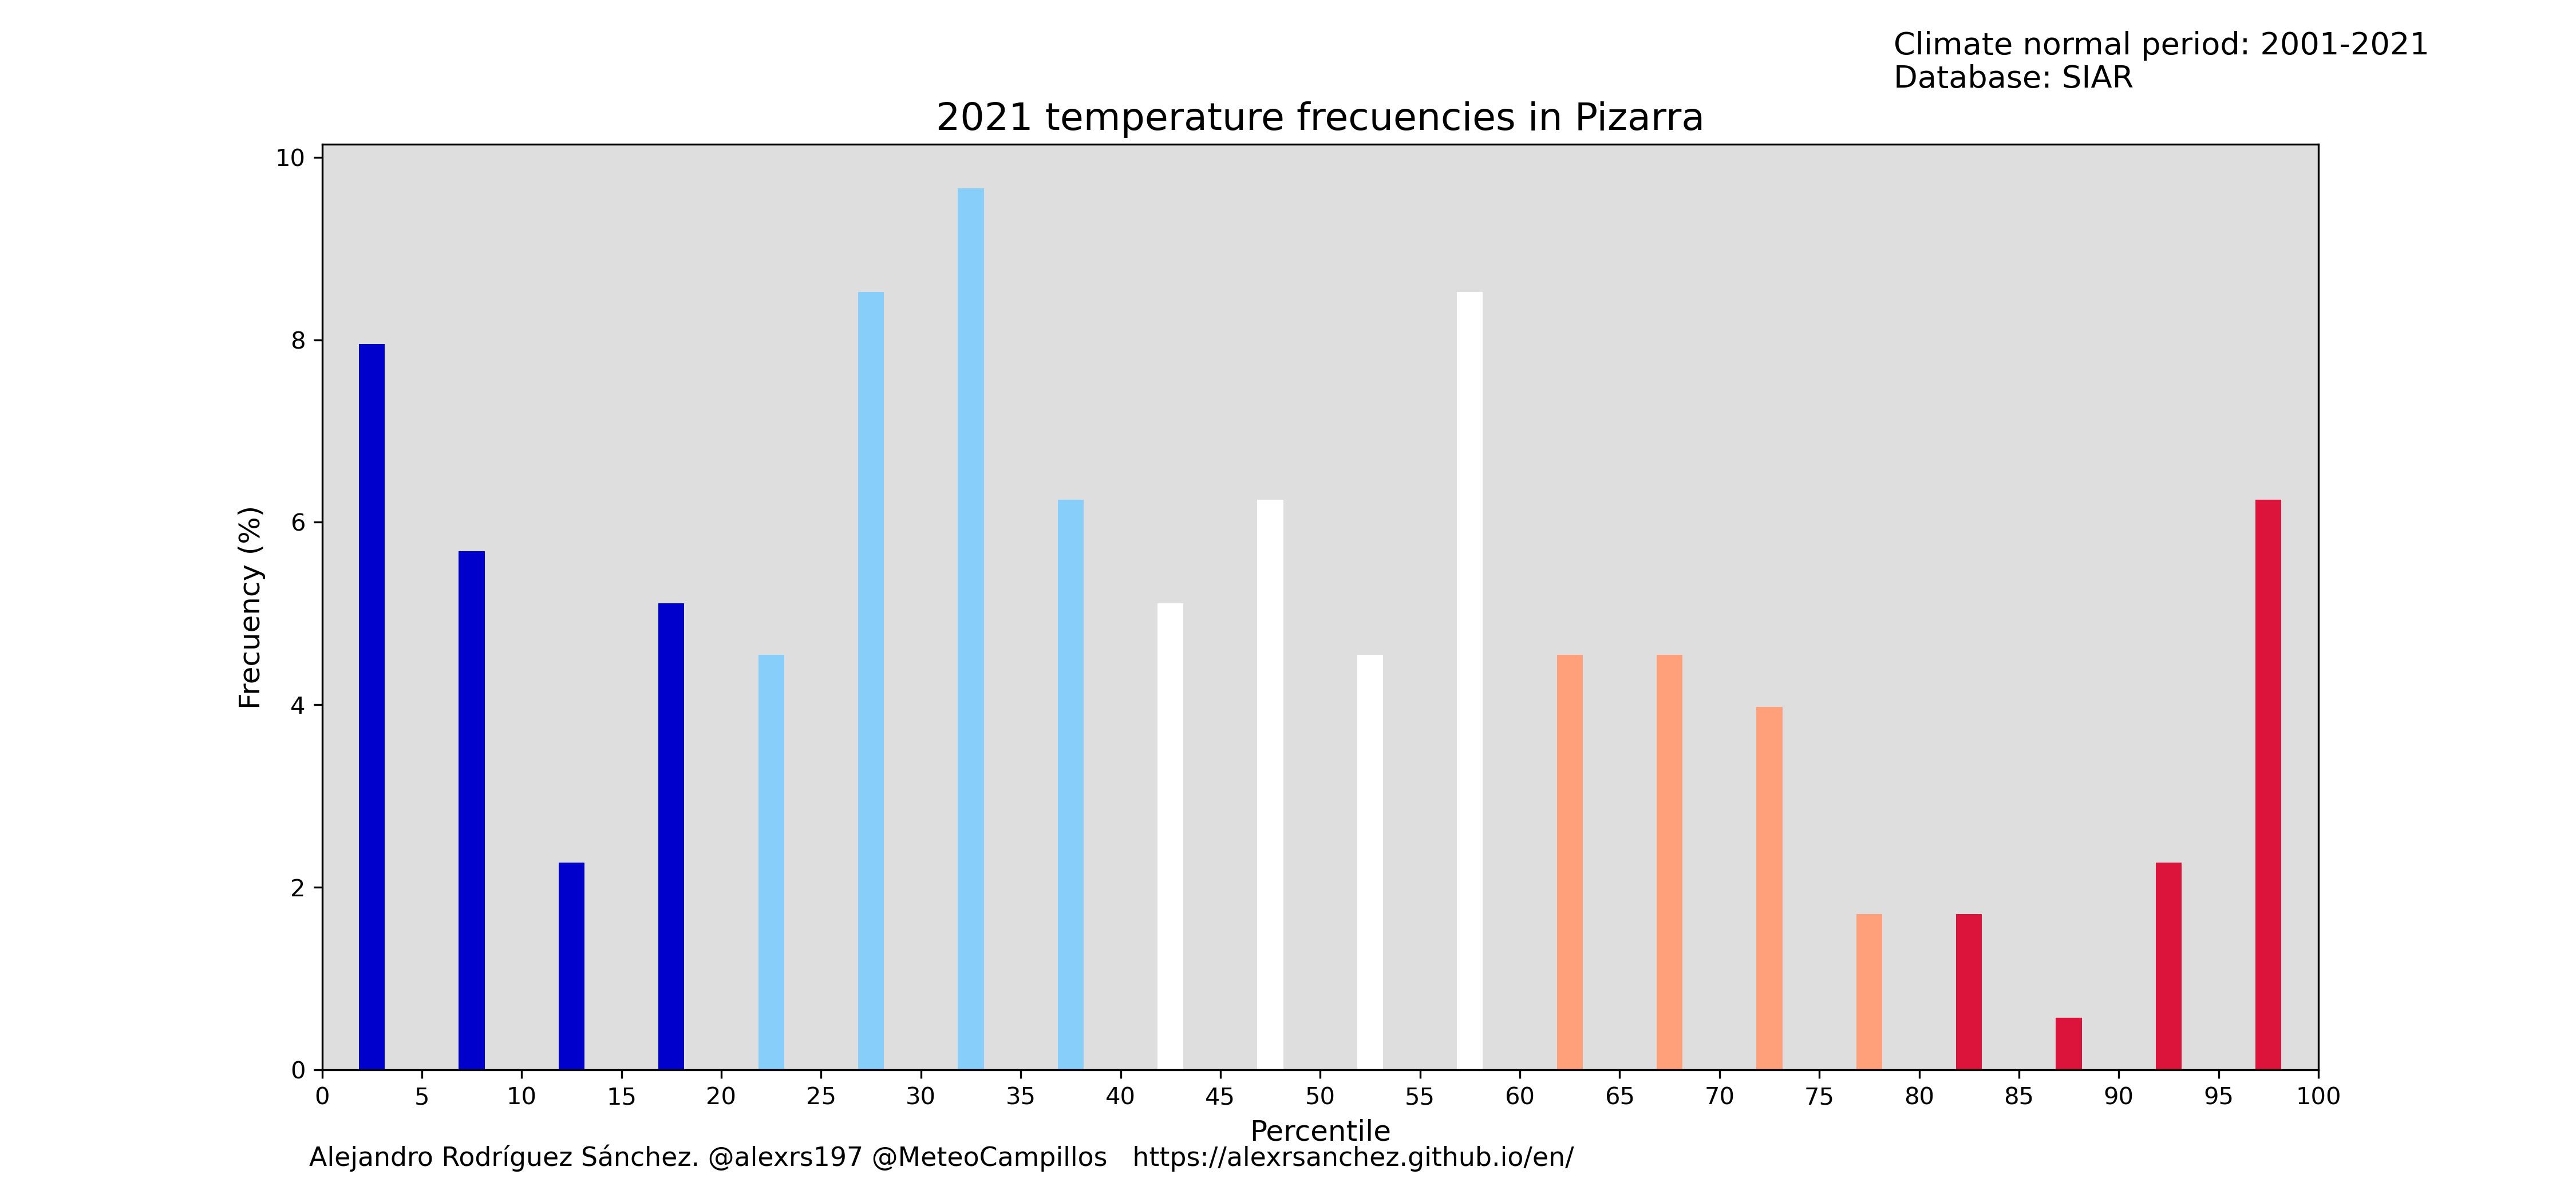 Climate normal period: 2001-2021
Database: SIAR
2021 temperature frecuencies in Pizarra
10
8
6
4
2
0
Frecuency (%)
0 5 10 15 20 25 30 35 40 45 50 55 60 65 70 75 80 85 90 95 100
Percentile
Alejandro Rodríguez Sánchez. @alexrs197 @MeteoCampillos https://alexrsanchez.github.io/en/